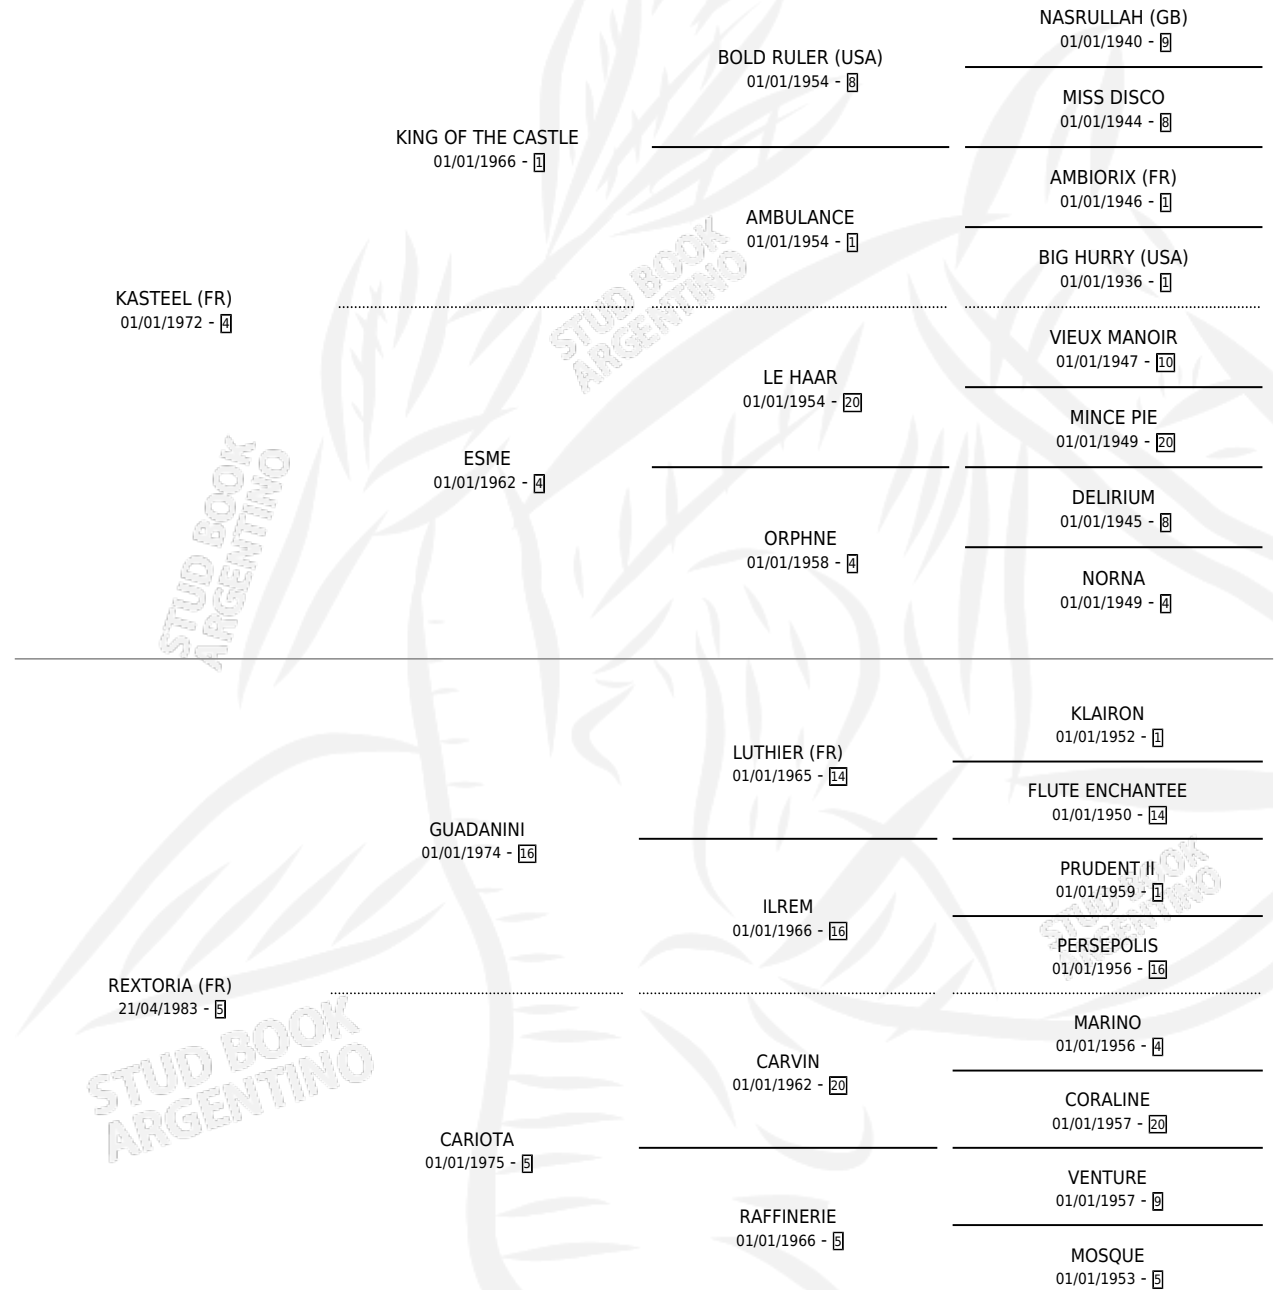 NASRULLAH (GB)
01/01/1940 - 9
BOLD RULER (USA)
01/01/1954 - 8
MISS DISCO
01/01/1944 - 8
KING OF THE CASTLE
01/01/1966 - 1
AMBIORIX (FR)
01/01/1946 - 1
AMBULANCE
01/01/1954 - 1
BIG HURRY (USA)
01/01/1936 - 1
KASTEEL (FR)
01/01/1972 - 4
VIEUX MANOIR
01/01/1947 - 10
LE HAAR
01/01/1954 - 20
MINCE PIE
01/01/1949 - 20
ESME
01/01/1962 - 4
DELIRIUM
01/01/1945 - 8
ORPHNE
01/01/1958 - 4
NORNA
01/01/1949 - 4
KLAIRON
01/01/1952 - 1
LUTHIER (FR)
01/01/1965 - 14
FLUTE ENCHANTEE
01/01/1950 - 14
GUADANINI
01/01/1974 - 16
PRUDENT II
01/01/1959 - 1
ILREM
01/01/1966 - 16
PERSEPOLIS
01/01/1956 - 16
REXTORIA (FR)
21/04/1983 - 5
MARINO
01/01/1956 - 4
CARVIN
01/01/1962 - 20
CORALINE
01/01/1957 - 20
CARIOTA
01/01/1975 - 5
VENTURE
01/01/1957 - 9
RAFFINERIE
01/01/1966 - 5
MOSQUE
01/01/1953 - 5
STUD BOOK
ARGENTINO
STUD BOOK
ARGENTINO
STUD BOOK
ARGENTINO
STUD BOOK
ARGENTINO